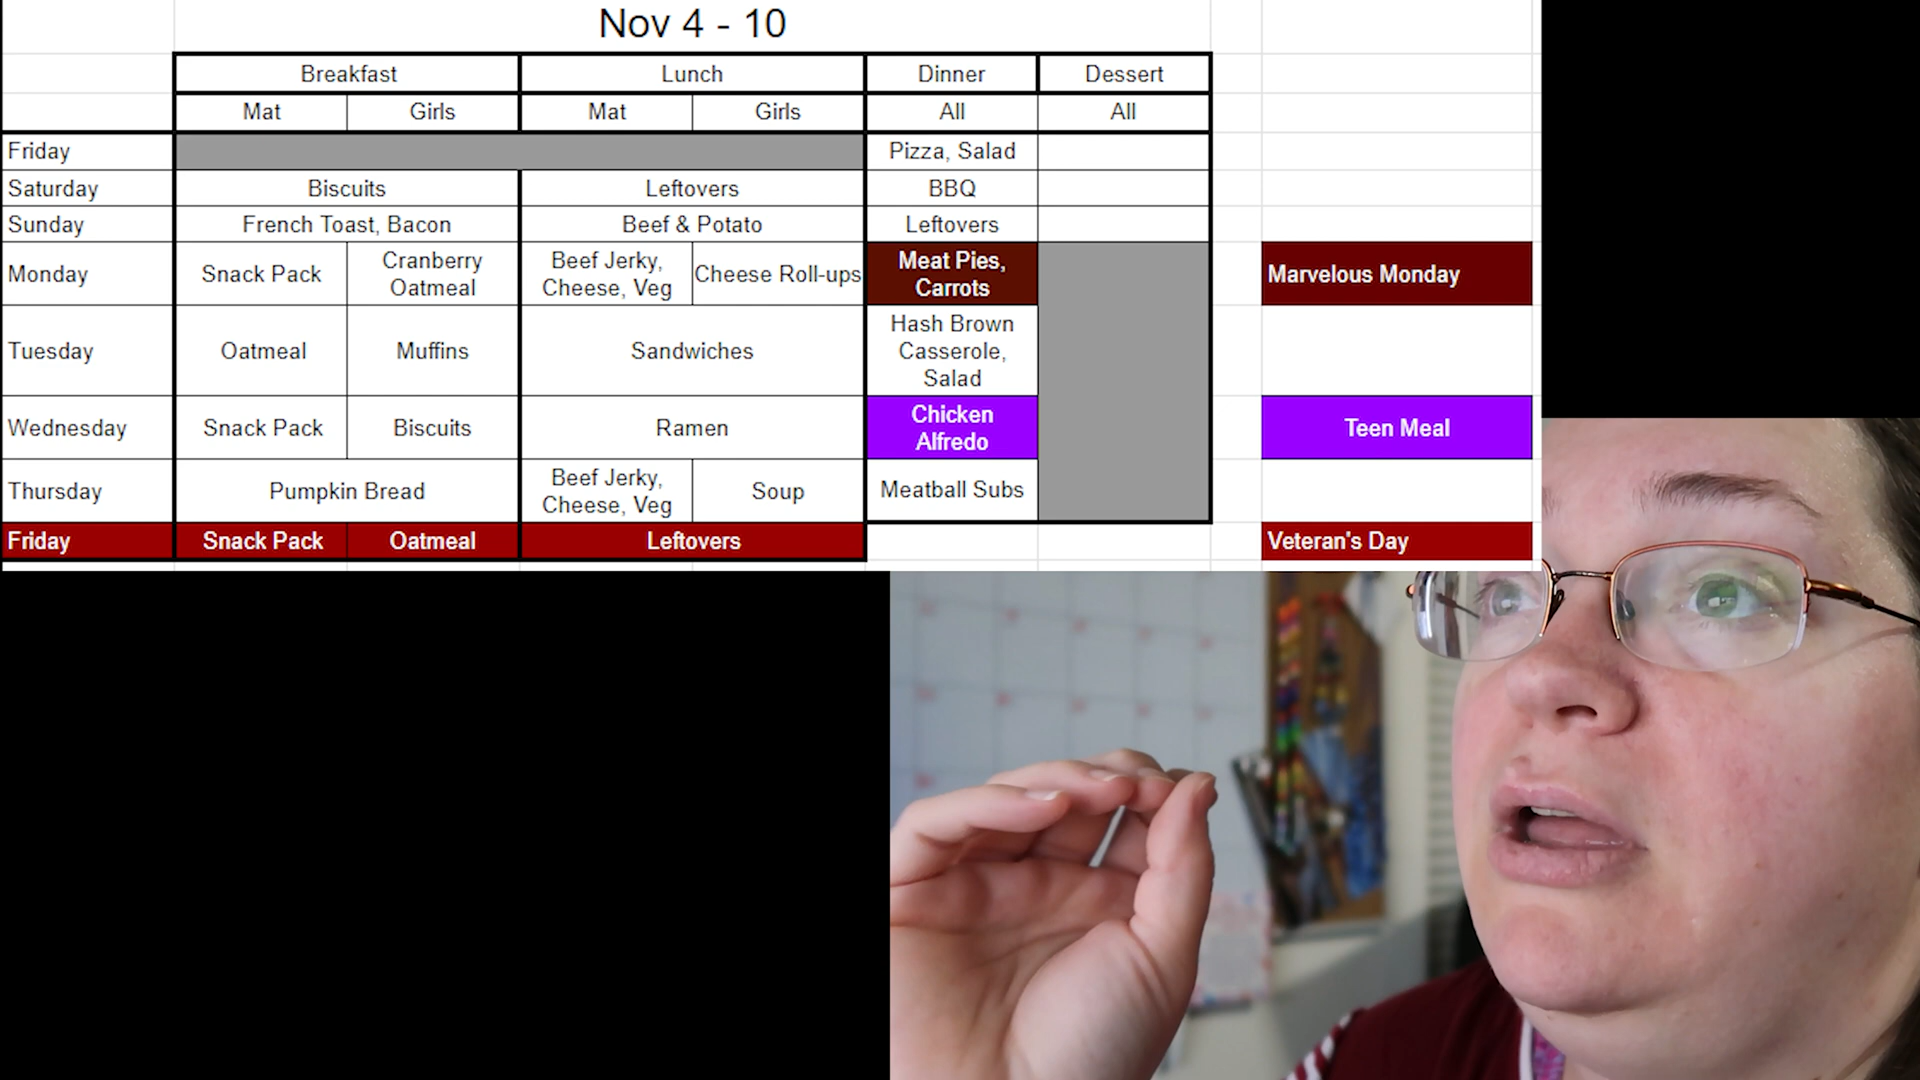 Nov 4 - 10
Breakfast Lunch Dinner Dessert
Mat Girls Mat Girls All All
Friday Pizza, Salad
Saturday Biscuits Leftovers BBQ
Sunday French Toast, Bacon Beef & Potato Leftovers
Monday Snack Pack Cranberry Oatmeal Beef Jerky, Cheese, Veg Cheese Roll-ups Meat Pies, Carrots Marvelous Monday
Tuesday Oatmeal Muffins Sandwiches Hash Brown Casserole, Salad
Wednesday Snack Pack Biscuits Ramen Chicken Alfredo Teen Meal
Thursday Pumpkin Bread Beef Jerky, Cheese, Veg Soup Meatball Subs
Friday Snack Pack Oatmeal Leftovers Veteran's Day